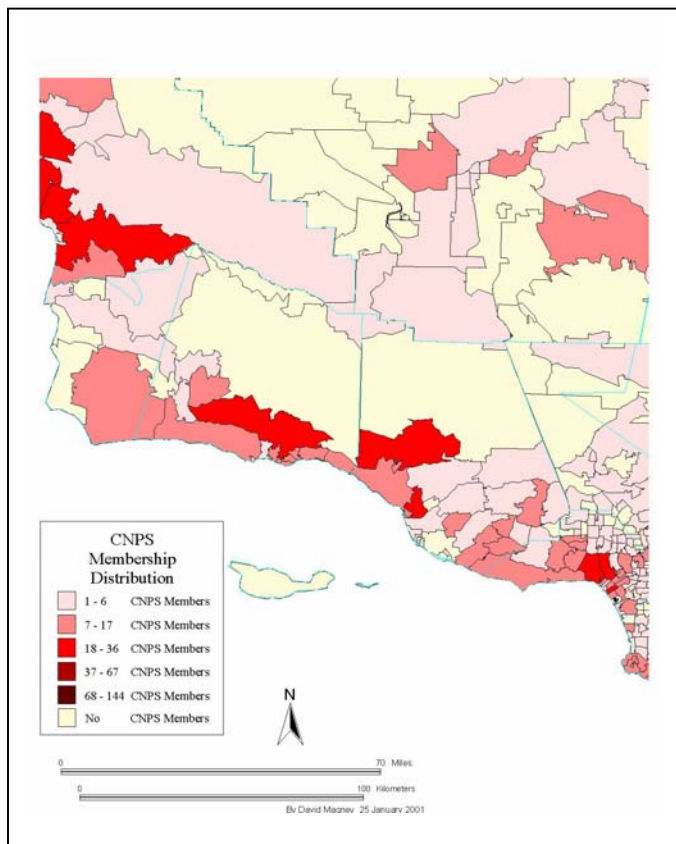 CNPS
Membership
Distribution
1 - 6 CNPS Members
7 - 17 CNPS Members
18 - 36 CNPS Members
37 - 67 CNPS Members
68 - 144 CNPS Members
No CNPS Members
N
0 70 Miles
0 100 Kilometers
By David Magney 25 January 2001